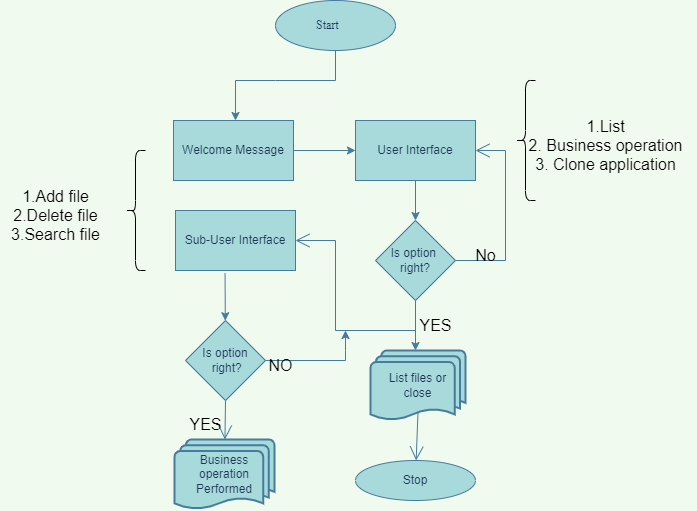 Start
Welcome Message
User Interface
1.List
2. Business operation
3. Clone application
1.Add file
2.Delete file
3.Search file
Sub-User Interface
Is option
right?
No
YES
Is option
right?
NO
List files or
close
YES
Business
operation
Performed
Stop